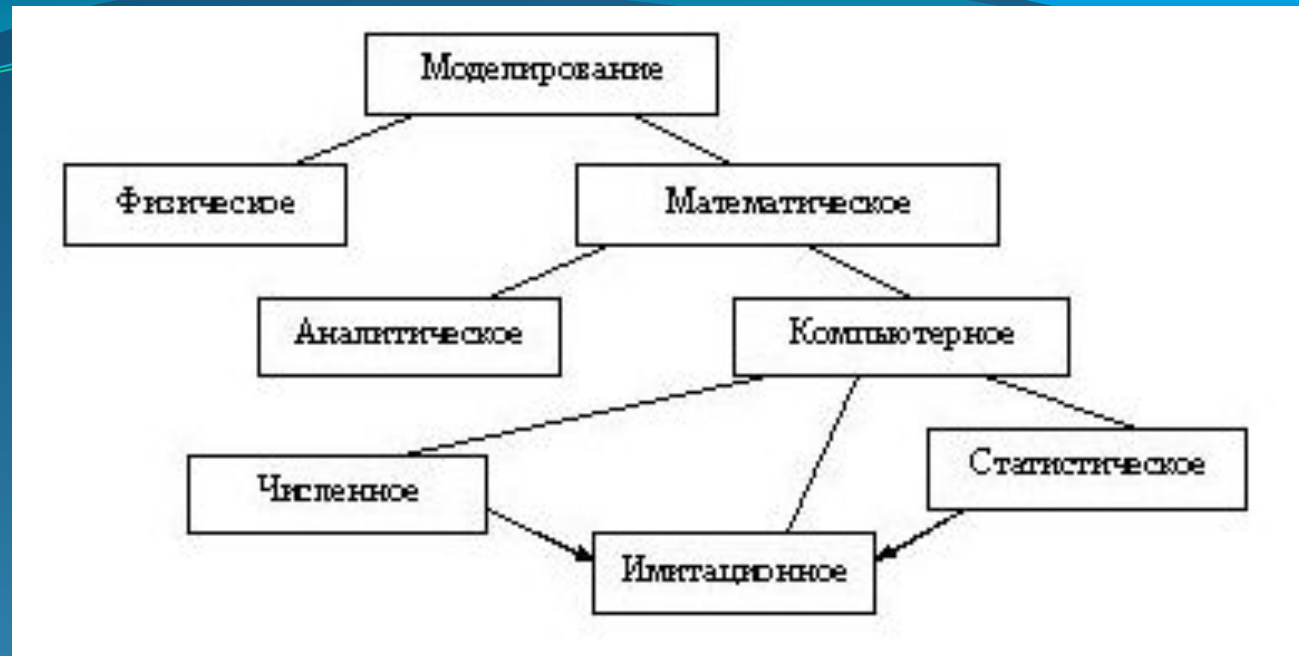 Моделирование
Физическое
Математическое
Аналитическое
Компьютерное
Численное
Статистическое
Имитационное